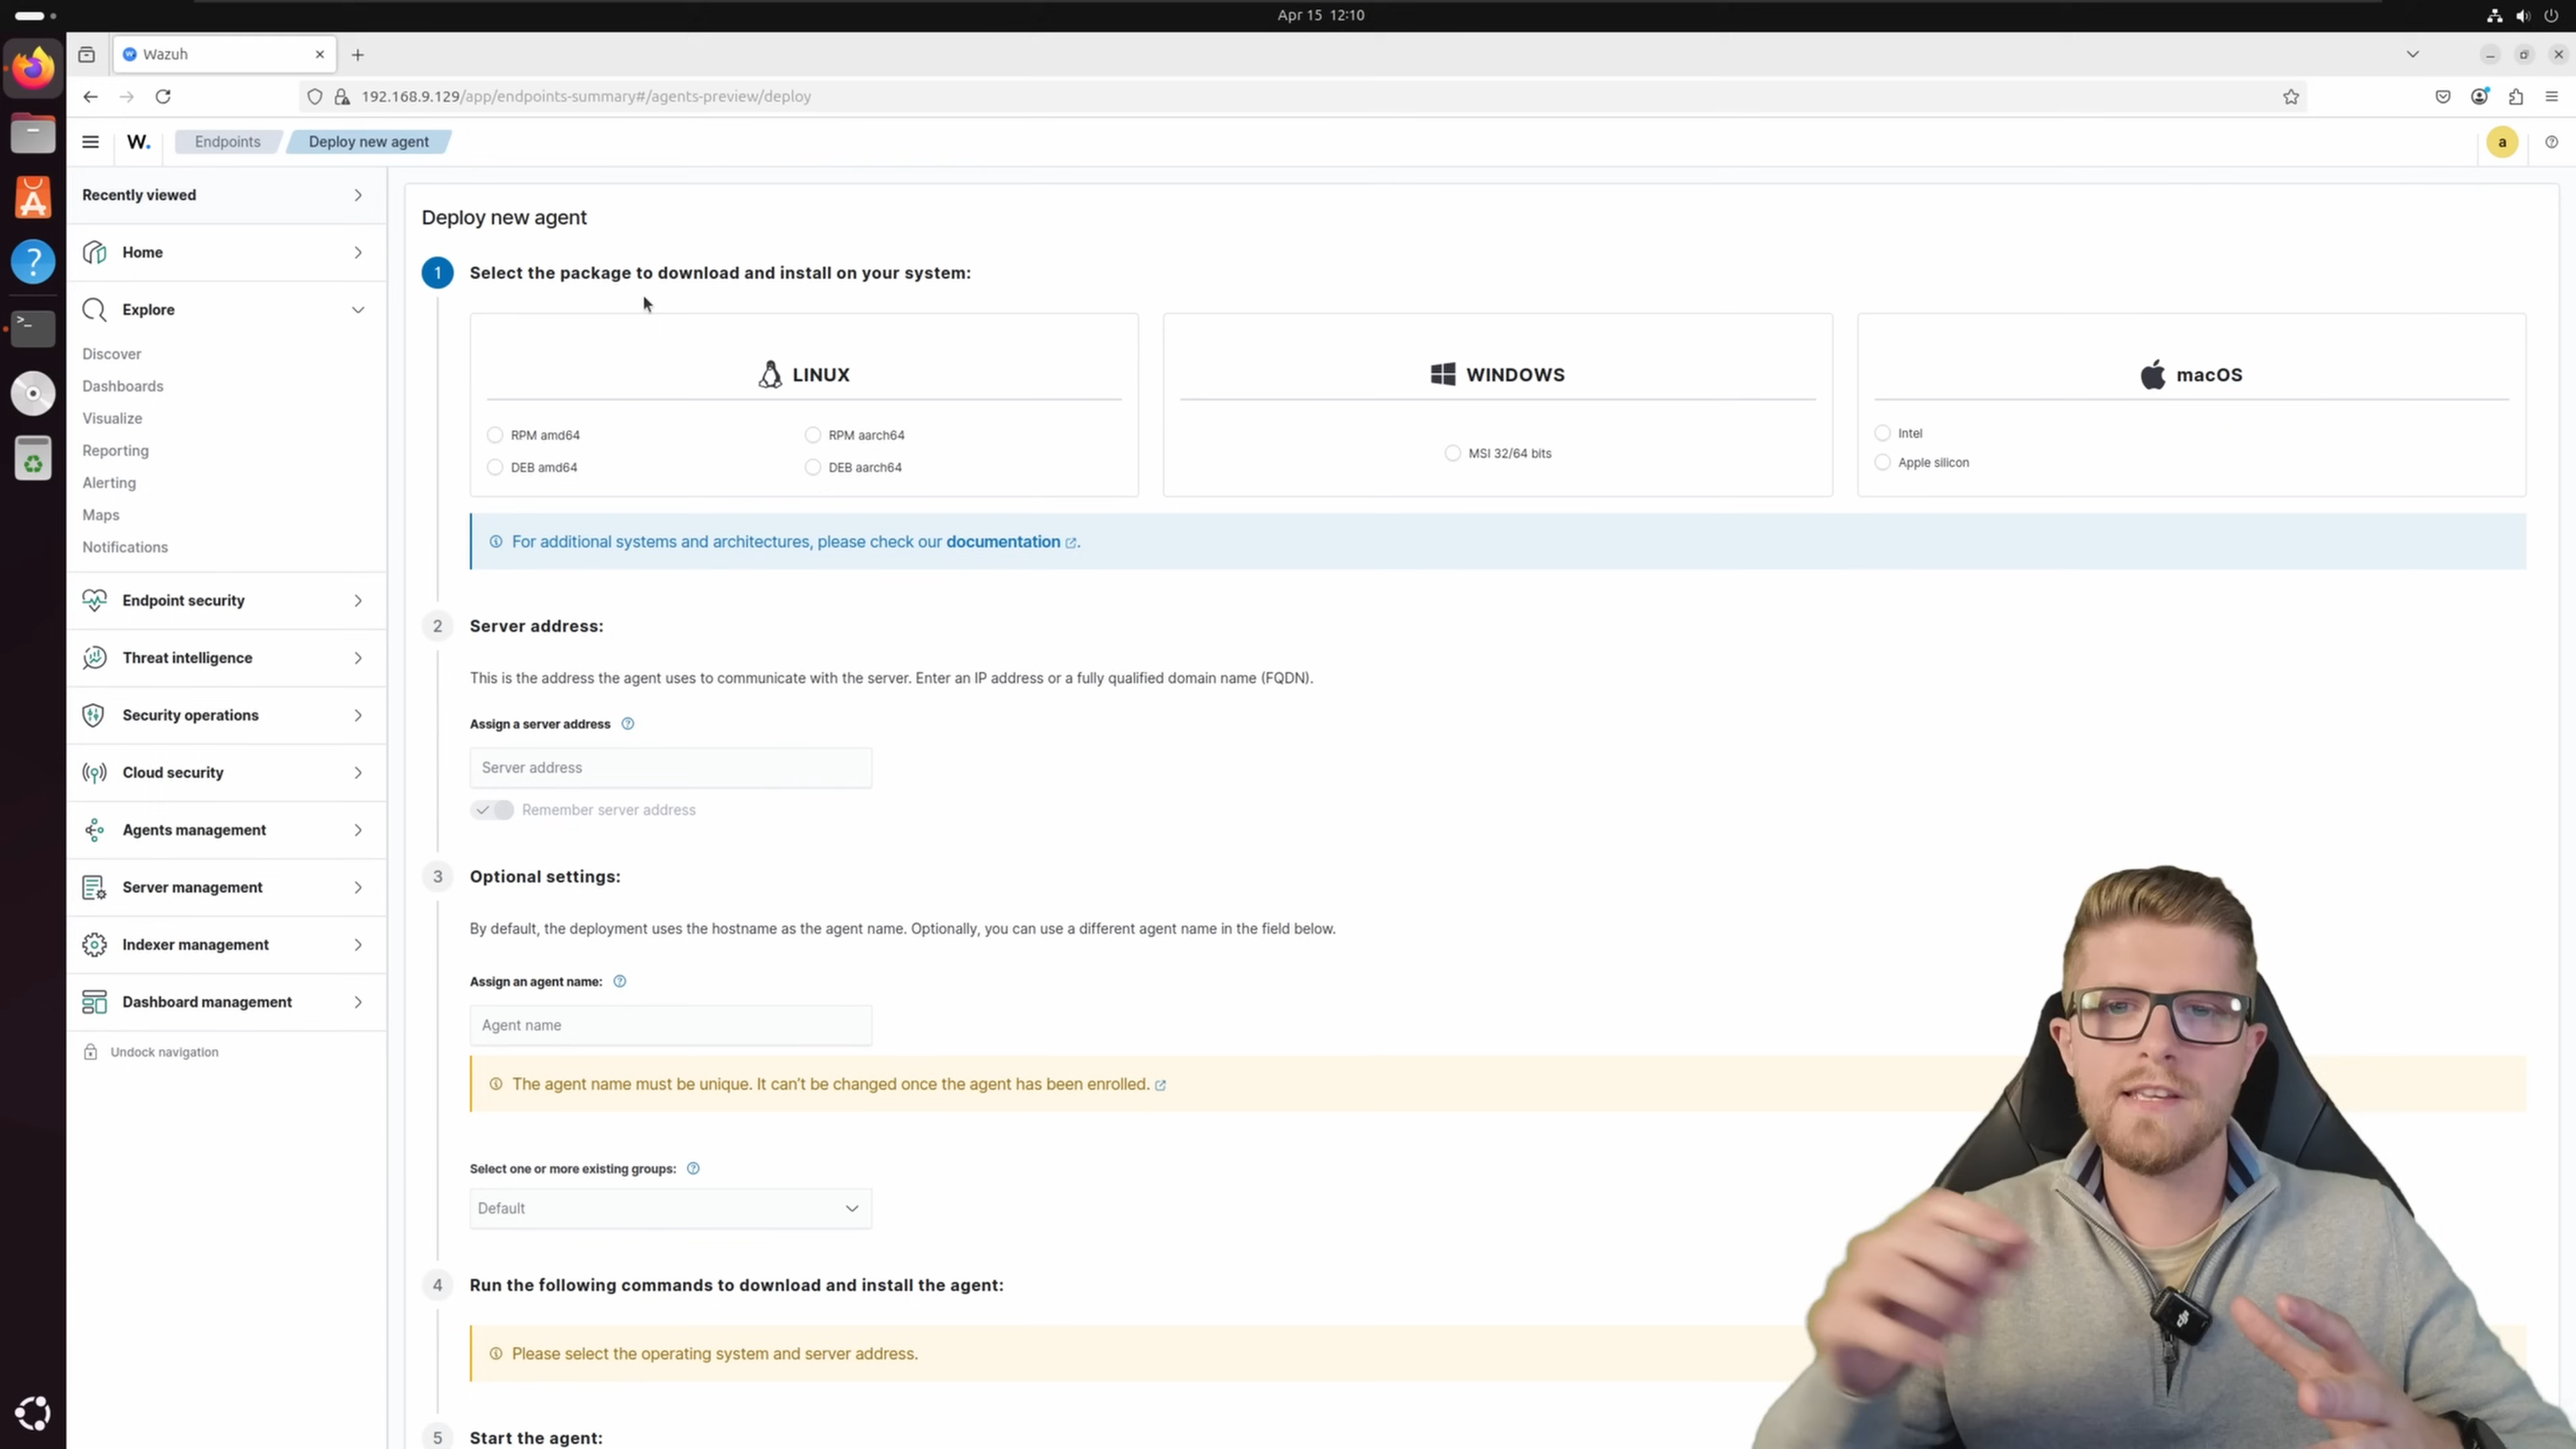 Apr 15 12:10
Wazuh
192.168.9.129/app/endpoints-summary#/agents-preview/deploy
W. Endpoints Deploy new agent a
Recently viewed
Home
Explore
Discover
Dashboards
Visualize
Reporting
Alerting
Maps
Notifications
Endpoint security
Threat intelligence
Security operations
Cloud security
Agents management
Server management
Indexer management
Dashboard management
Undock navigation
Deploy new agent
1 Select the package to download and install on your system:
LINUX
RPM amd64 RPM aarch64
DEB amd64 DEB aarch64
WINDOWS
MSI 32/64 bits
macOS
Intel
Apple silicon
For additional systems and architectures, please check our documentation .
2 Server address:
This is the address the agent uses to communicate with the server. Enter an IP address or a fully qualified domain name (FQDN).
Assign a server address
Server address
Remember server address
3 Optional settings:
By default, the deployment uses the hostname as the agent name. Optionally, you can use a different agent name in the field below.
Assign an agent name:
Agent name
The agent name must be unique. It can't be changed once the agent has been enrolled.
Select one or more existing groups:
Default
4 Run the following commands to download and install the agent:
Please select the operating system and server address.
5 Start the agent:
dji